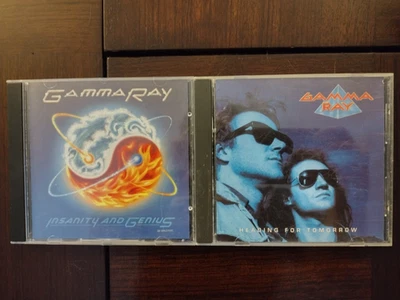 GAMMA RAY
INSANITY AND GENIUS
GAMMA
RAY
HEADING FOR TOMORROW